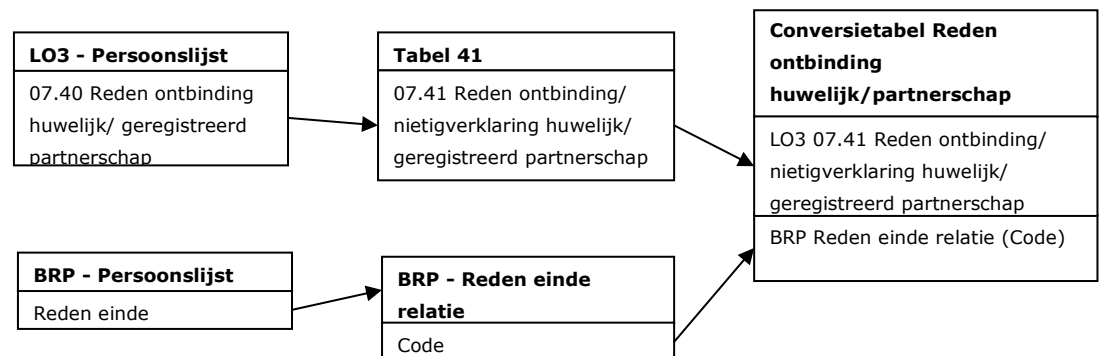 LO3 - Persoonslijst
07.40 Reden ontbinding
huwelijk/ geregistreerd
partnerschap
Tabel 41
07.41 Reden ontbinding/
nietigverklaring huwelijk/
geregistreerd partnerschap
Conversietabel Reden
ontbinding
huwelijk/partnerschap
LO3 07.41 Reden ontbinding/
nietigverklaring huwelijk/
geregistreerd partnerschap
BRP Reden einde relatie (Code)
BRP - Persoonslijst
Reden einde
BRP - Reden einde
relatie
Code